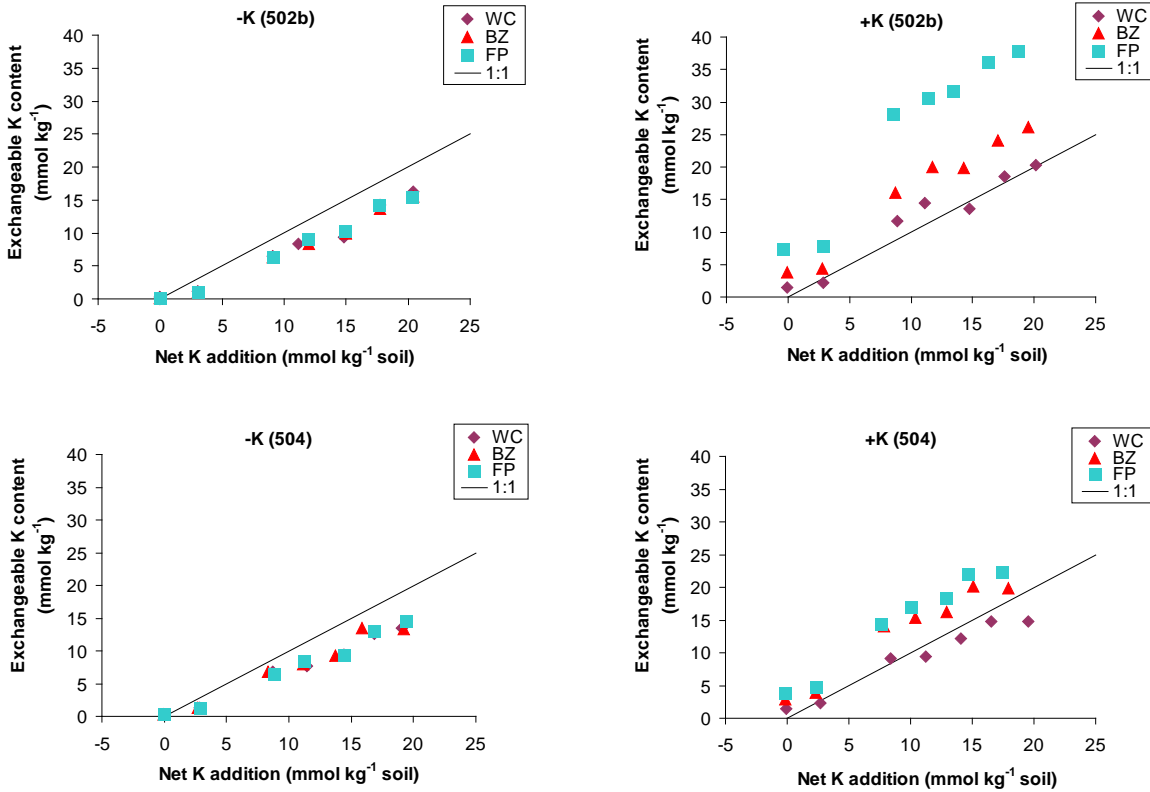 -K (502b)
WC
BZ
FP
1:1
Exchangeable K content
(mmol kg⁻¹)
40
35
30
25
20
15
10
5
0
-5 0 5 10 15 20 25
Net K addition (mmol kg⁻¹ soil)
+K (502b)
WC
BZ
FP
1:1
Exchangeable K content
(mmol kg⁻¹)
40
35
30
25
20
15
10
5
0
-5 0 5 10 15 20 25
Net K addition (mmol kg⁻¹ soil)
-K (504)
WC
BZ
FP
1:1
Exchangeable K content
(mmol kg⁻¹)
40
35
30
25
20
15
10
5
0
-5 0 5 10 15 20 25
Net K addition (mmol kg⁻¹ soil)
+K (504)
WC
BZ
FP
1:1
Exchangeable K content
(mmol kg⁻¹)
40
35
30
25
20
15
10
5
0
-5 0 5 10 15 20 25
Net K addition (mmol kg⁻¹ soil)